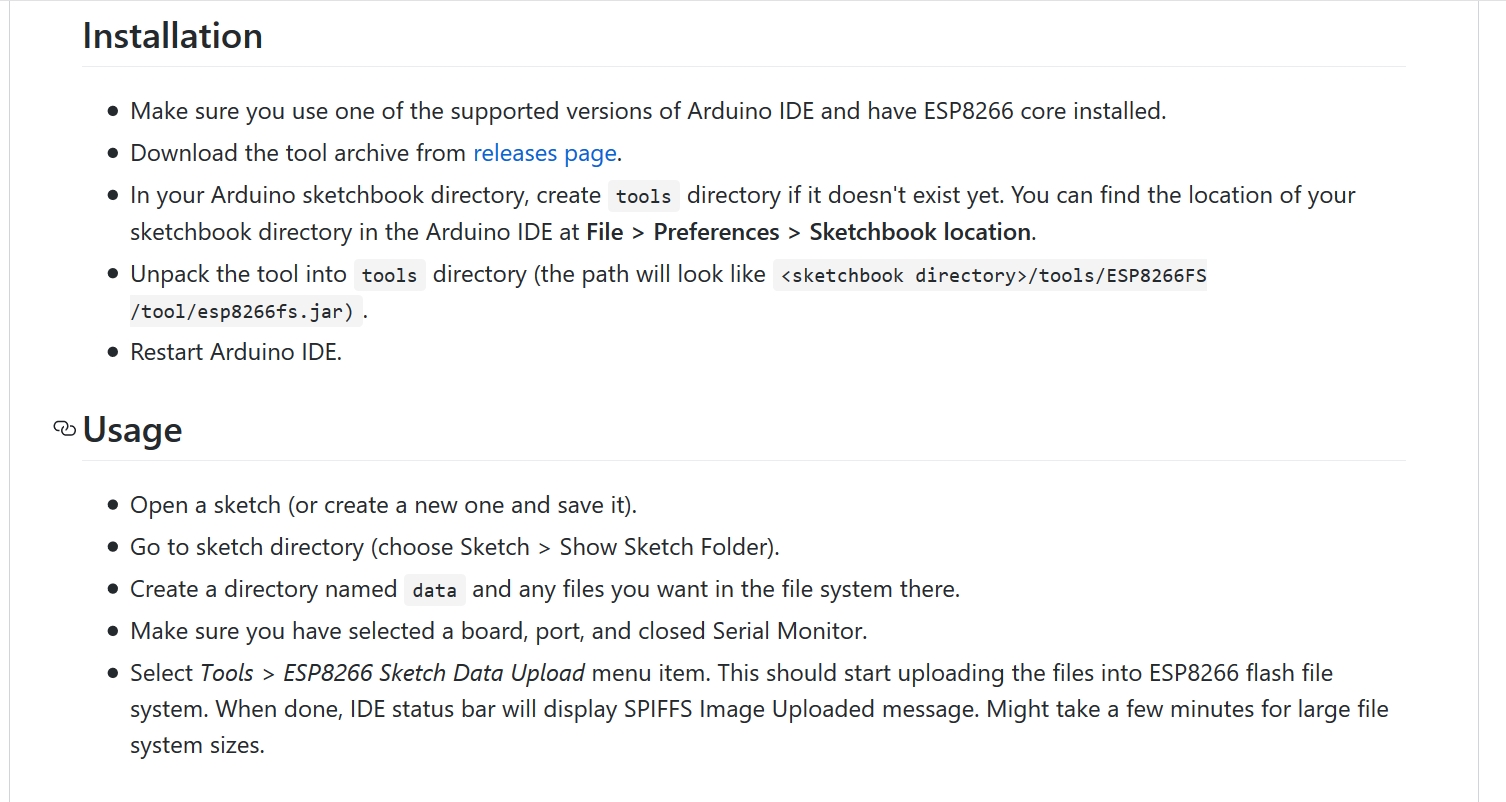 Installation
Make sure you use one of the supported versions of Arduino IDE and have ESP8266 core installed.
Download the tool archive from releases page.
In your Arduino sketchbook directory, create tools directory if it doesn't exist yet. You can find the location of your
sketchbook directory in the Arduino IDE at File > Preferences > Sketchbook location.
Unpack the tool into tools directory (the path will look like <sketchbook directory>/tools/ESP8266FS
/tool/esp8266fs.jar) .
Restart Arduino IDE.
Usage
Open a sketch (or create a new one and save it).
Go to sketch directory (choose Sketch > Show Sketch Folder).
Create a directory named data and any files you want in the file system there.
Make sure you have selected a board, port, and closed Serial Monitor.
Select Tools > ESP8266 Sketch Data Upload menu item. This should start uploading the files into ESP8266 flash file
system. When done, IDE status bar will display SPIFFS Image Uploaded message. Might take a few minutes for large file
system sizes.